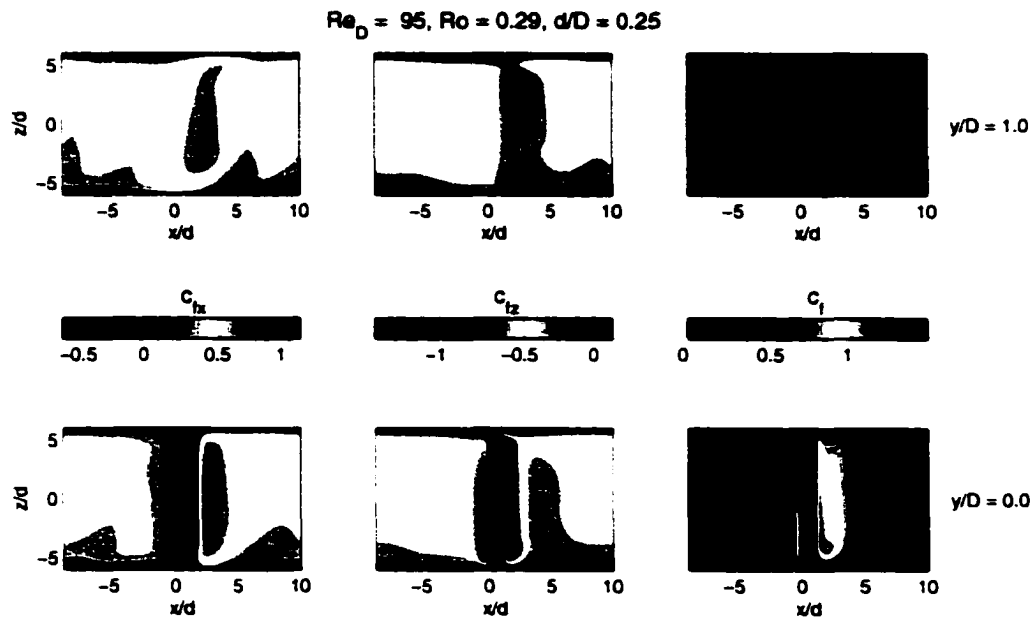 Re_D = 95, Ro = 0.29, d/D = 0.25
5
0
−5
z/d
−5 0 5 10
x/d
−5 0 5 10
x/d
−5 0 5 10
x/d
y/D = 1.0
C_fx
−0.5 0 0.5 1
C_fz
−1 −0.5 0
C_f
0 0.5 1
5
0
−5
z/d
−5 0 5 10
x/d
−5 0 5 10
x/d
−5 0 5 10
x/d
y/D = 0.0